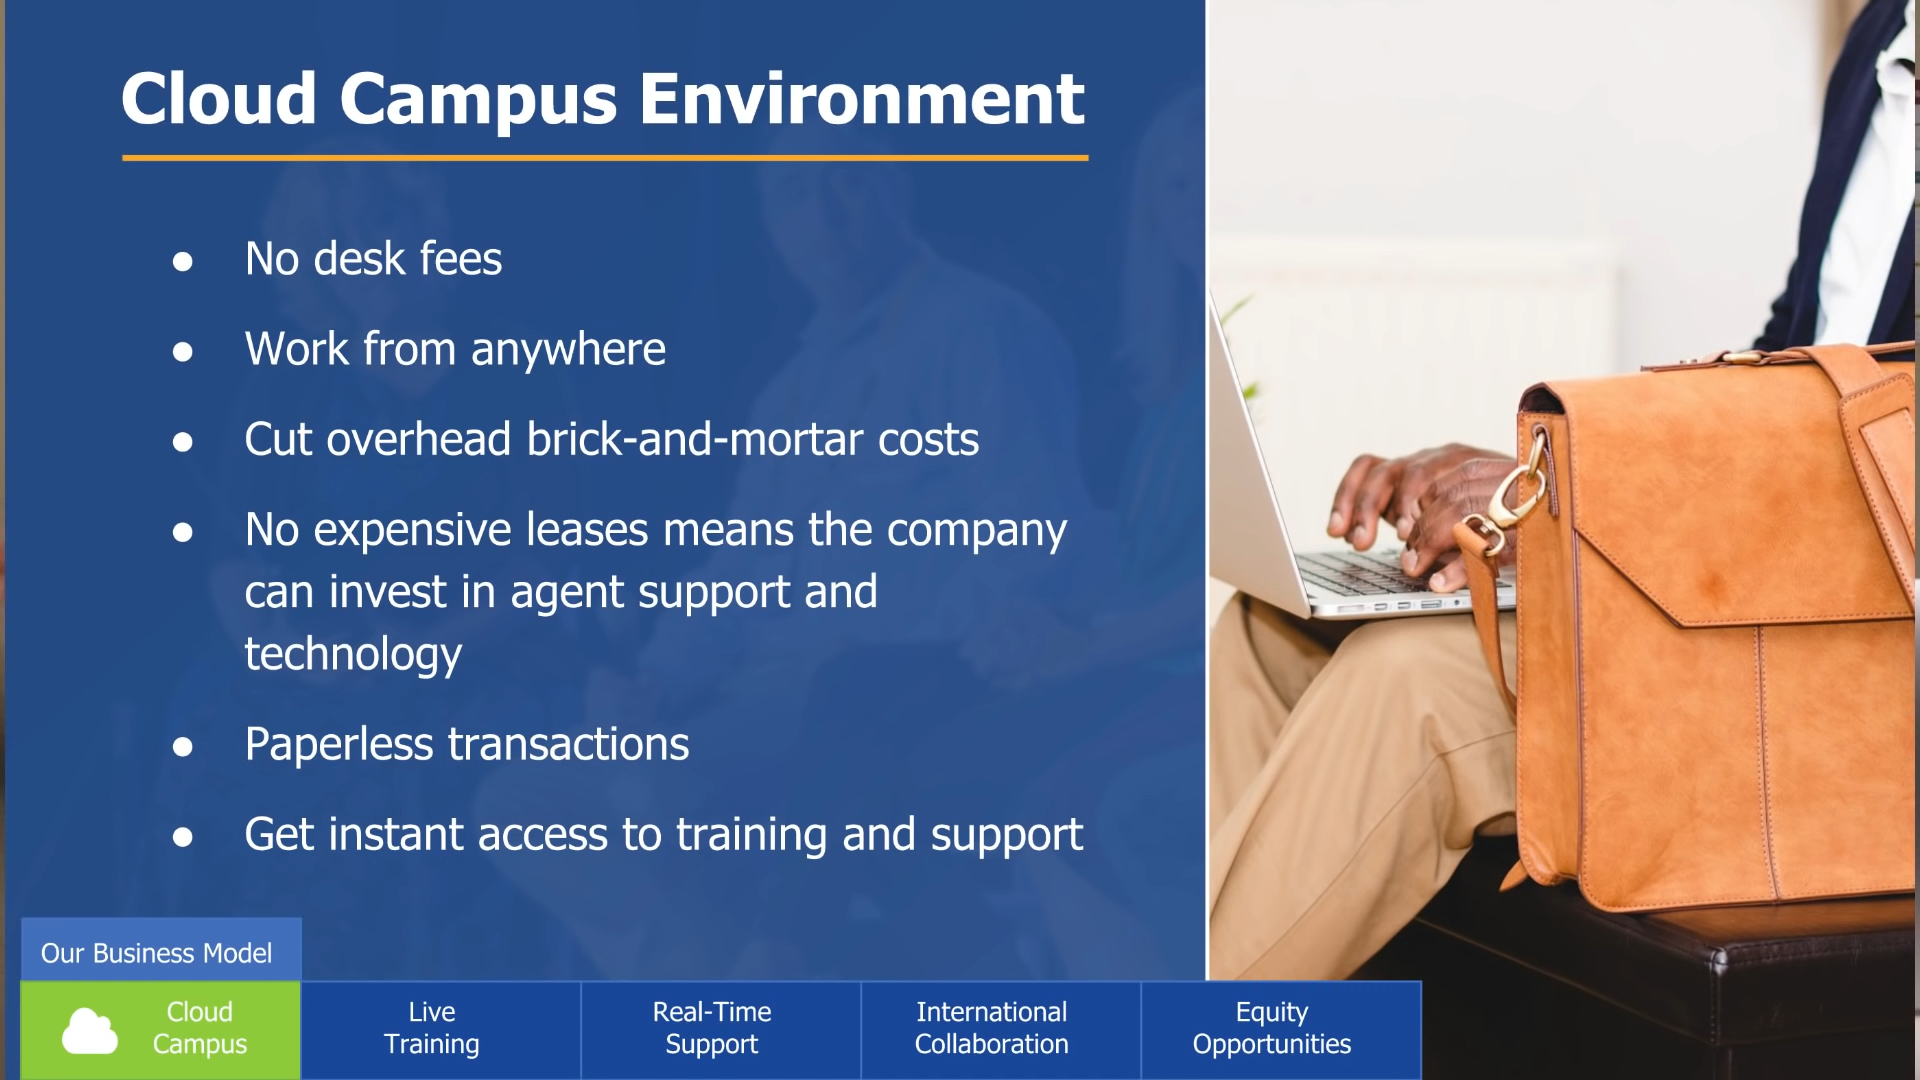 Cloud Campus Environment
● No desk fees
● Work from anywhere
● Cut overhead brick-and-mortar costs
● No expensive leases means the company
can invest in agent support and
technology
● Paperless transactions
● Get instant access to training and support
Our Business Model
Cloud
Campus
Live
Training
Real-Time
Support
International
Collaboration
Equity
Opportunities